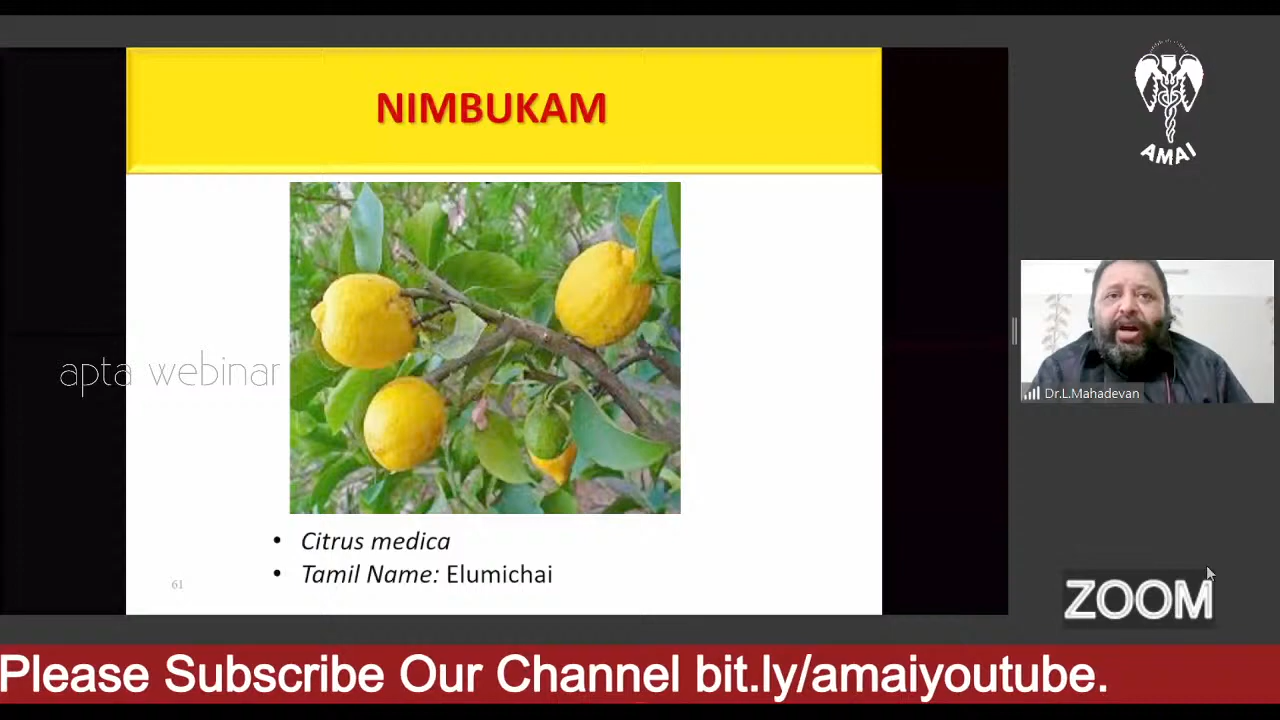 NIMBUKAM
AMAI
apta webinar
Dr.L.Mahadevan
• Citrus medica
• Tamil Name: Elumichai
61
ZOOM
Please Subscribe Our Channel bit.ly/amaiyoutube.